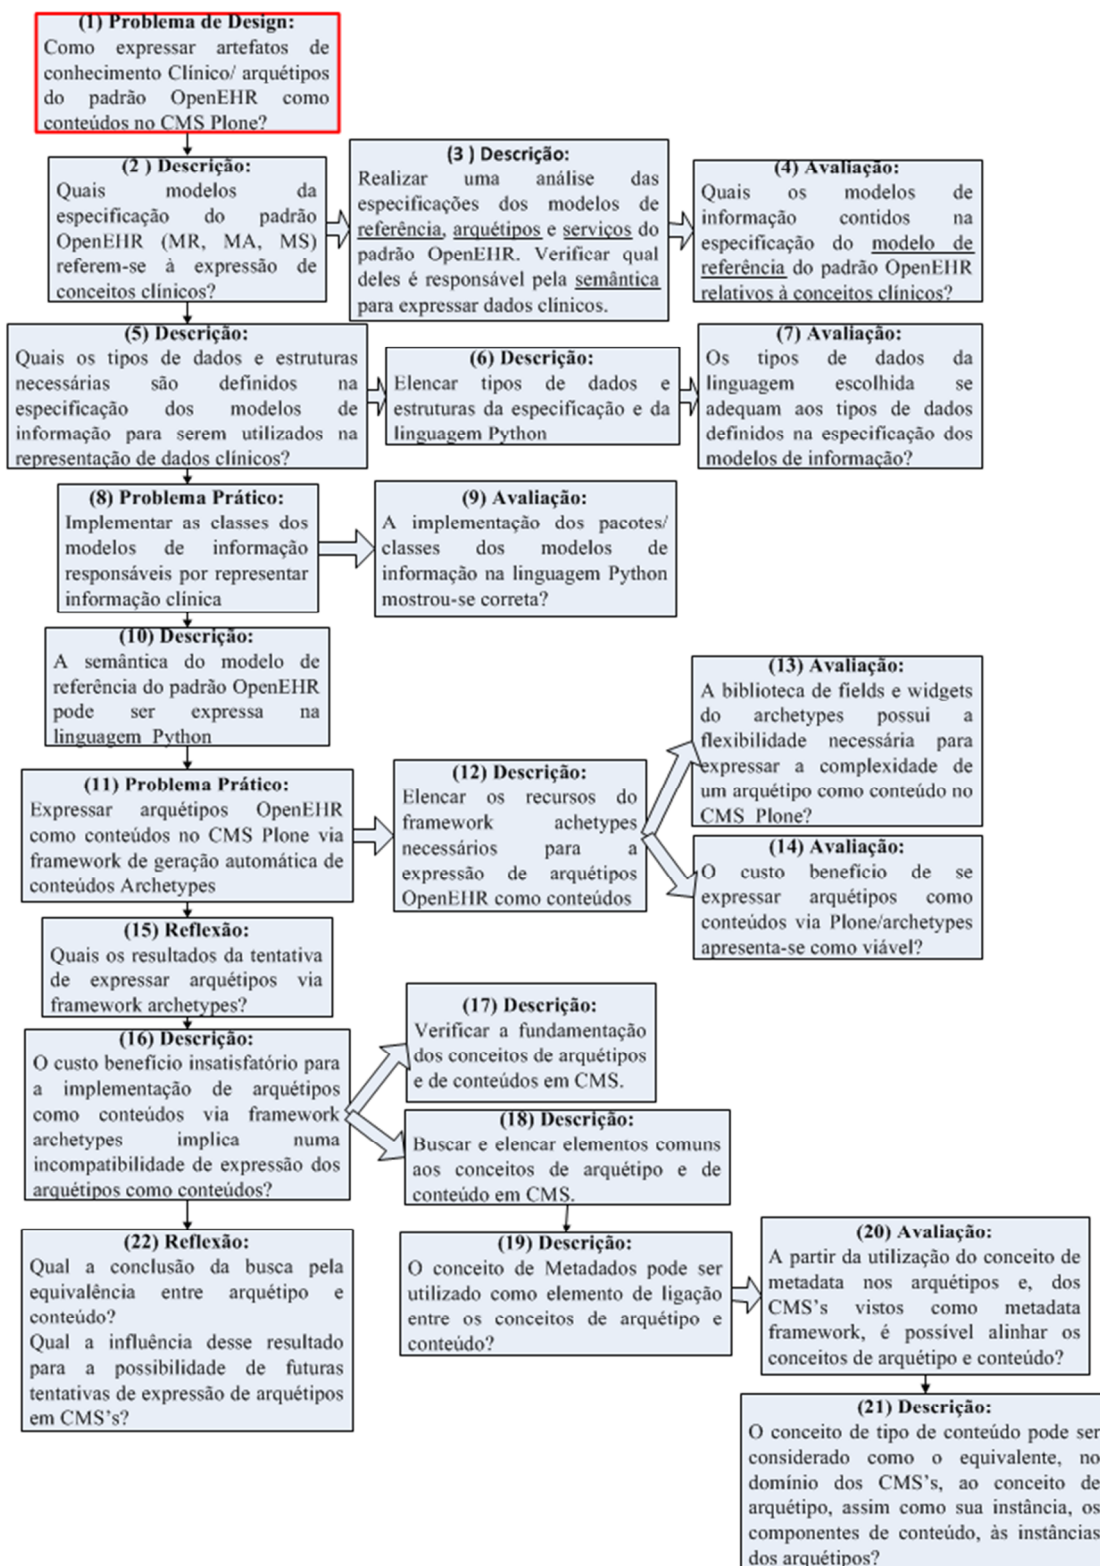 (1) Problema de Design:
Como expressar artefatos de
conhecimento Clínico/ arquétipos
do padrão OpenEHR como
conteúdos no CMS Plone?
(2 ) Descrição:
Quais modelos da
especificação do padrão
OpenEHR (MR, MA, MS)
referem-se à expressão de
conceitos clínicos?
(3 ) Descrição:
Realizar uma análise das
especificações dos modelos de
referência, arquétipos e serviços do
padrão OpenEHR. Verificar qual
deles é responsável pela semântica
para expressar dados clínicos.
(4) Avaliação:
Quais os modelos de
informação contidos na
especificação do modelo de
referência do padrão OpenEHR
relativos à conceitos clínicos?
(5) Descrição:
Quais os tipos de dados e estruturas
necessárias são definidos na
especificação dos modelos de
informação para serem utilizados na
representação de dados clínicos?
(6) Descrição:
Elencar tipos de dados e
estruturas da especificação e da
linguagem Python
(7) Avaliação:
Os tipos de dados da
linguagem escolhida se
adequam aos tipos de dados
definidos na especificação dos
modelos de informação?
(8) Problema Prático:
Implementar as classes dos
modelos de informação
responsáveis por representar
informação clínica
(9) Avaliação:
A implementação dos pacotes/
classes dos modelos de
informação na linguagem Python
mostrou-se correta?
(10) Descrição:
A semântica do modelo de
referência do padrão OpenEHR
pode ser expressa na
linguagem Python
(11) Problema Prático:
Expressar arquétipos OpenEHR
como conteúdos no CMS Plone via
framework de geração automática de
conteúdos Archetypes
(12) Descrição:
Elencar os recursos do
framework achetypes
necessários para a
expressão de arquétipos
OpenEHR como conteúdos
(13) Avaliação:
A biblioteca de fields e widgets
do archetypes possui a
flexibilidade necessária para
expressar a complexidade de
um arquétipo como conteúdo no
CMS Plone?
(14) Avaliação:
O custo benefício de se
expressar arquétipos como
conteúdos via Plone/archetypes
apresenta-se como viável?
(15) Reflexão:
Quais os resultados da tentativa
de expressar arquétipos via
framework archetypes?
(16) Descrição:
O custo benefício insatisfatório para
a implementação de arquétipos
como conteúdos via framework
archetypes implica numa
incompatibilidade de expressão dos
arquétipos como conteúdos?
(17) Descrição:
Verificar a fundamentação
dos conceitos de arquétipos
e de conteúdos em CMS.
(18) Descrição:
Buscar e elencar elementos comuns
aos conceitos de arquétipo e de
conteúdo em CMS.
(19) Descrição:
O conceito de Metadados pode ser
utilizado como elemento de ligação
entre os conceitos de arquétipo e
conteúdo?
(20) Avaliação:
A partir da utilização do conceito de
metadata nos arquétipos e, dos
CMS's vistos como metadata
framework, é possível alinhar os
conceitos de arquétipo e conteúdo?
(21) Descrição:
O conceito de tipo de conteúdo pode ser
considerado como o equivalente, no
domínio dos CMS's, ao conceito de
arquétipo, assim como sua instância, os
componentes de conteúdo, às instâncias
dos arquétipos?
(22) Reflexão:
Qual a conclusão da busca pela
equivalência entre arquétipo e
conteúdo?
Qual a influência desse resultado
para a possibilidade de futuras
tentativas de expressão de arquétipos
em CMS's?